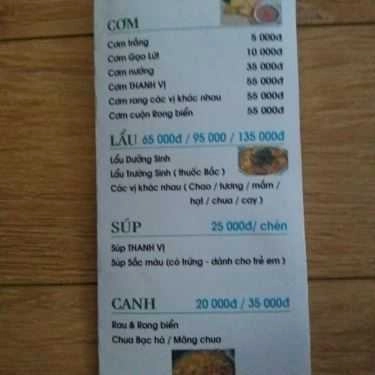 CƠM
Cơm trắng 5 000đ
Cơm Gạo Lứt 10 000đ
Cơm nướng 35 000đ
Cơm THANH VỊ 55 000đ
Cơm rang các vị khác nhau 55 000đ
Cơm cuộn Rong biển 55 000đ
LẨU 65 000đ / 95 000 / 135 000đ
Lẩu Dưỡng Sinh
Lẩu Trường Sinh ( thuốc Bắc )
Các vị khác nhau ( Chao / tương / mắm /
hạt / chua / cay )
SÚP 25 000đ/ chén
Súp THANH VỊ
Súp Sắc màu (có trứng - dành cho trẻ em )
CANH 20 000đ / 35 000đ
Rau & Rong biển
Chua Bạc hà / Măng chua